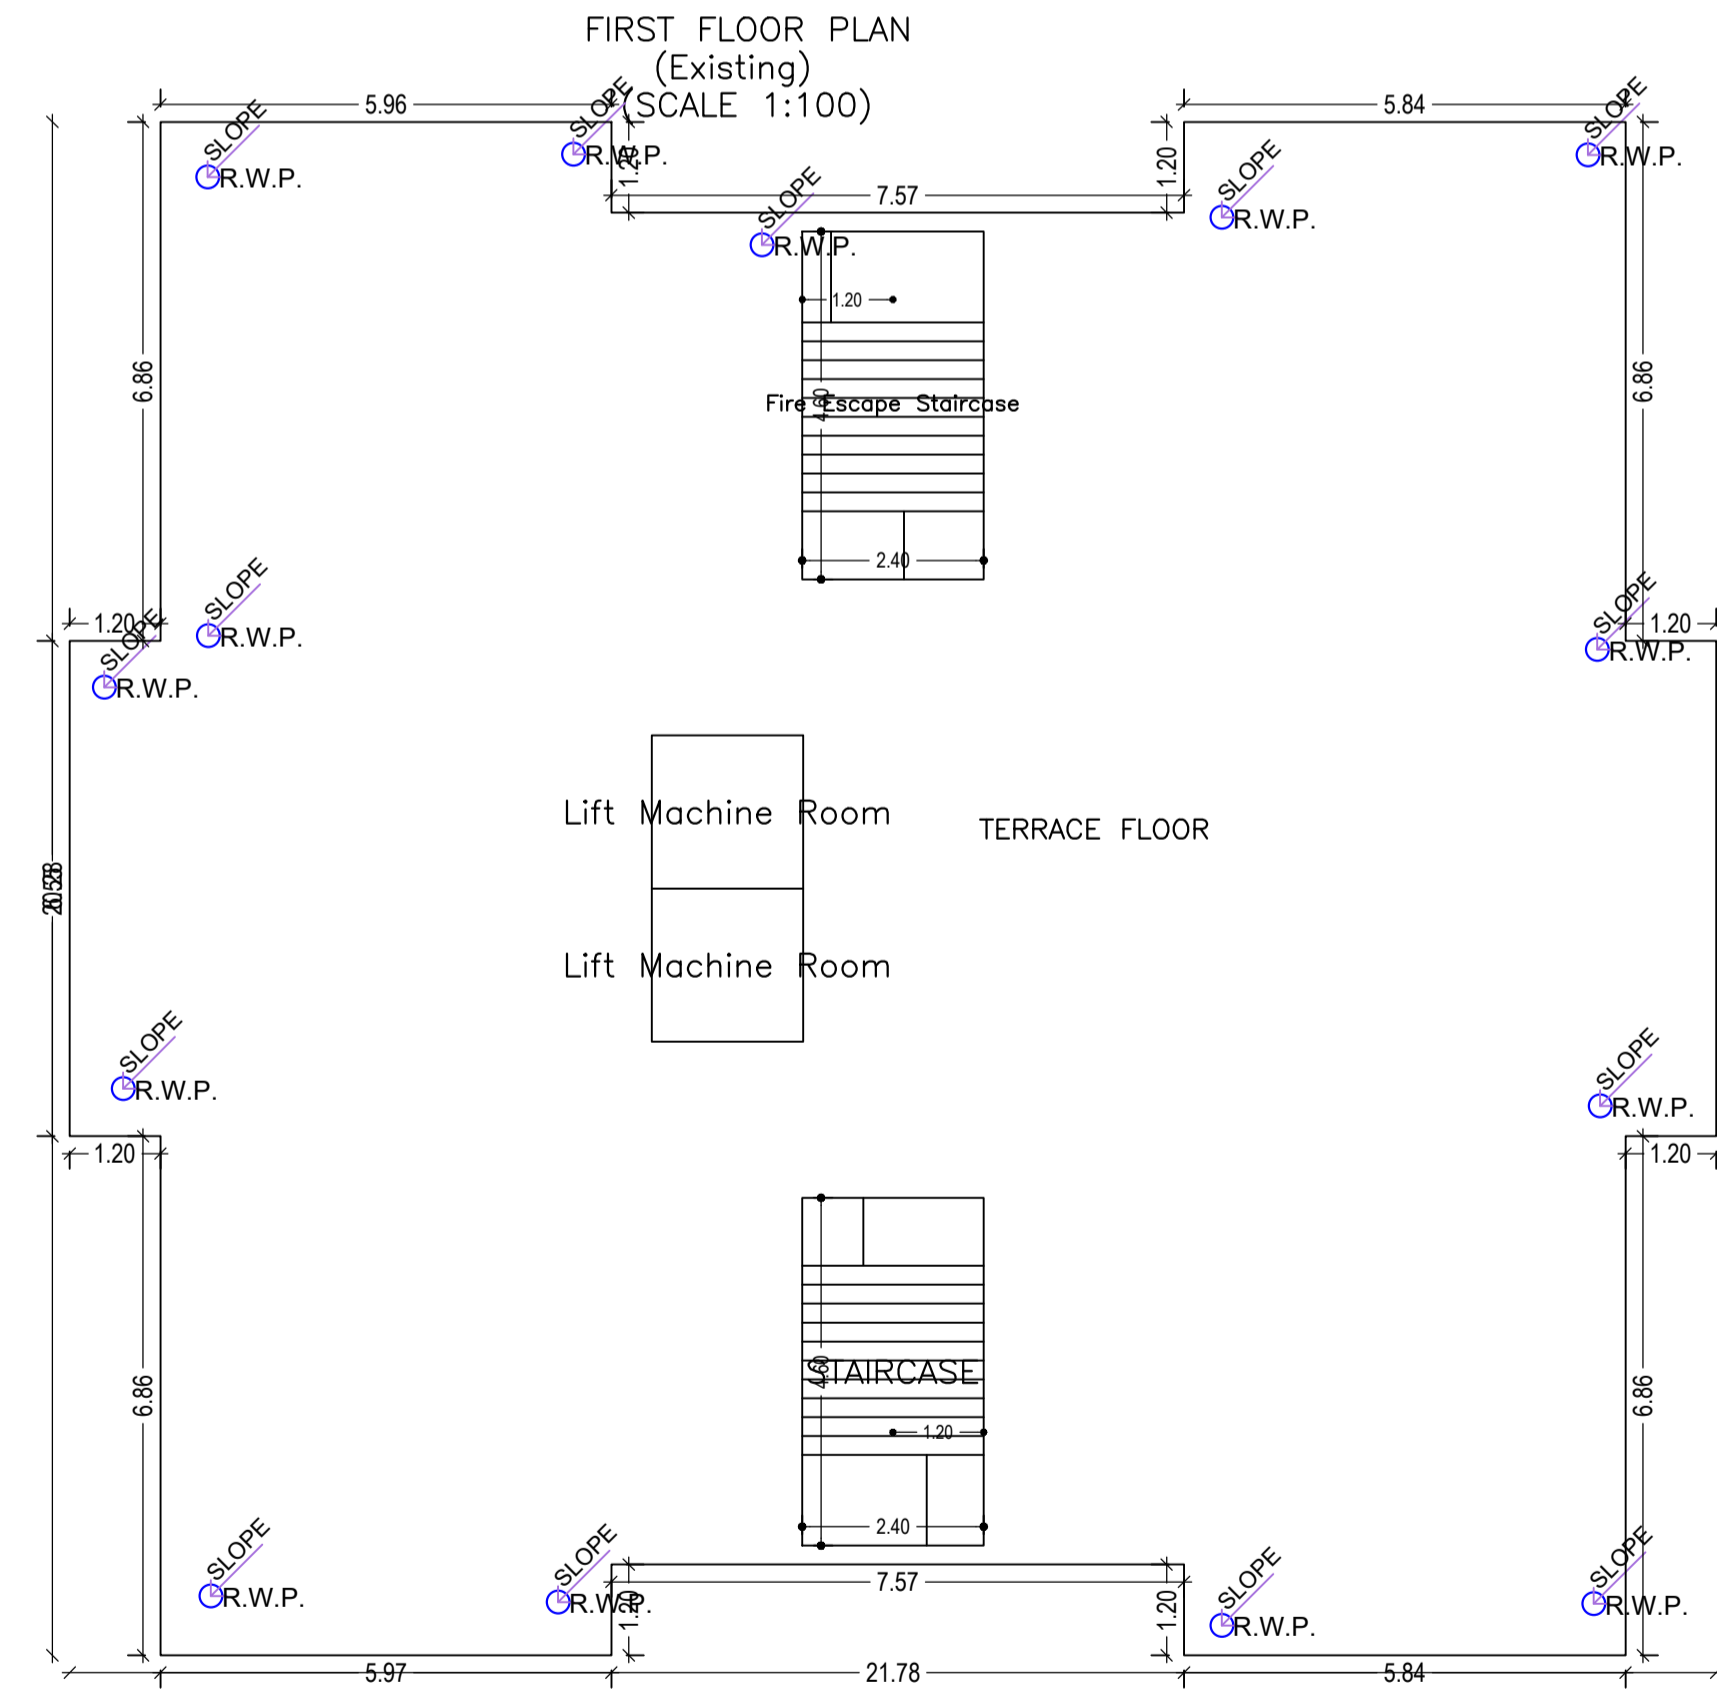 FIRST FLOOR PLAN
(Existing)
(SCALE 1:100)
5.96
5.84
SLOPE
R.W.P.
SLOPE
R.W.P.
1.20
1.20
SLOPE
R.W.P.
SLOPE
R.W.P.
7.57
SLOPE
R.W.P.
1.20
6.86
6.86
4.60
Fire Escape Staircase
2.40
1.20
SLOPE
R.W.P.
SLOPE
R.W.P.
1.20
SLOPE
R.W.P.
Lift Machine Room
TERRACE FLOOR
Lift Machine Room
SLOPE
R.W.P.
SLOPE
R.W.P.
1.20
1.20
4.60
STAIRCASE
6.86
6.86
1.20
2.40
SLOPE
R.W.P.
SLOPE
R.W.P.
SLOPE
R.W.P.
SLOPE
R.W.P.
7.57
1.20
1.20
5.97
21.78
5.84